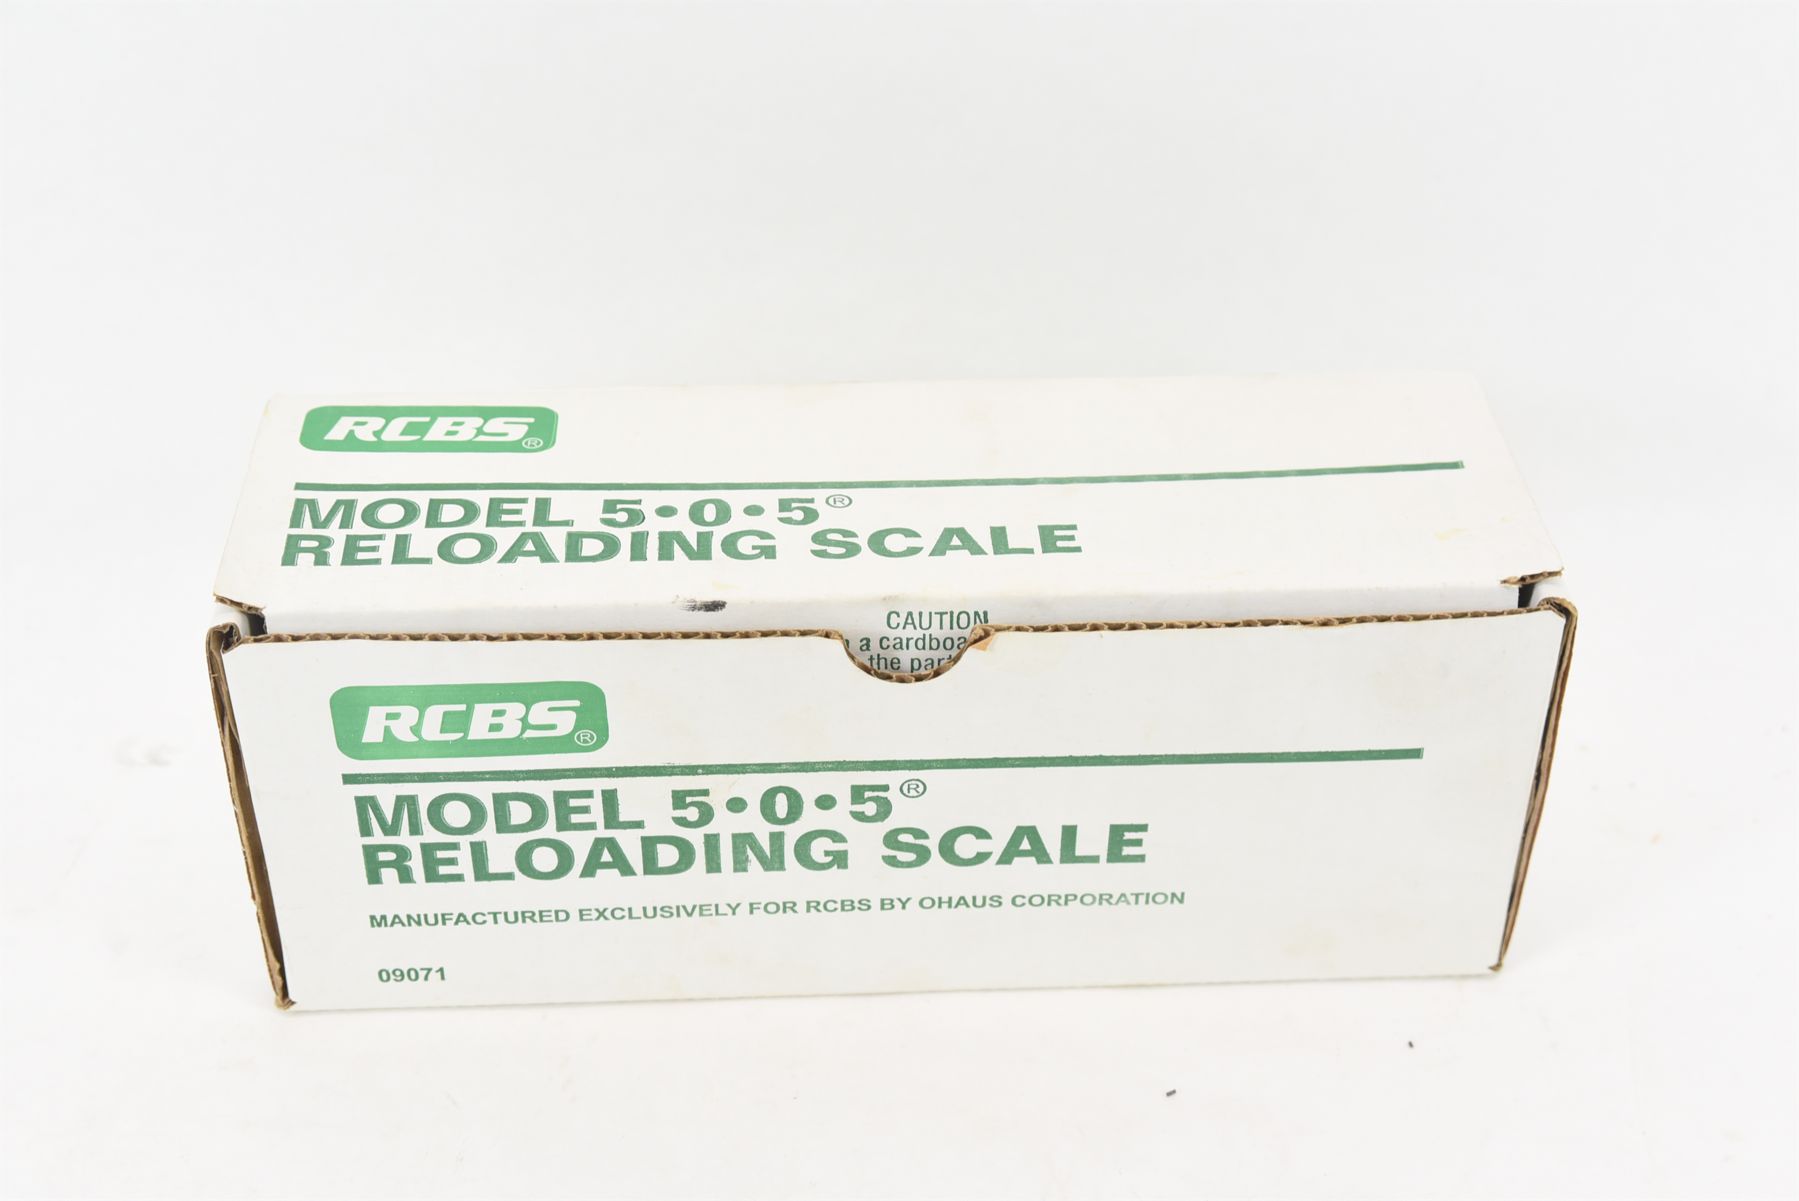 RCBS®
MODEL 5•0•5®
RELOADING SCALE
CAUTION
a cardboa
the part
RCBS®
MODEL 5•0•5®
RELOADING SCALE
MANUFACTURED EXCLUSIVELY FOR RCBS BY OHAUS CORPORATION
09071